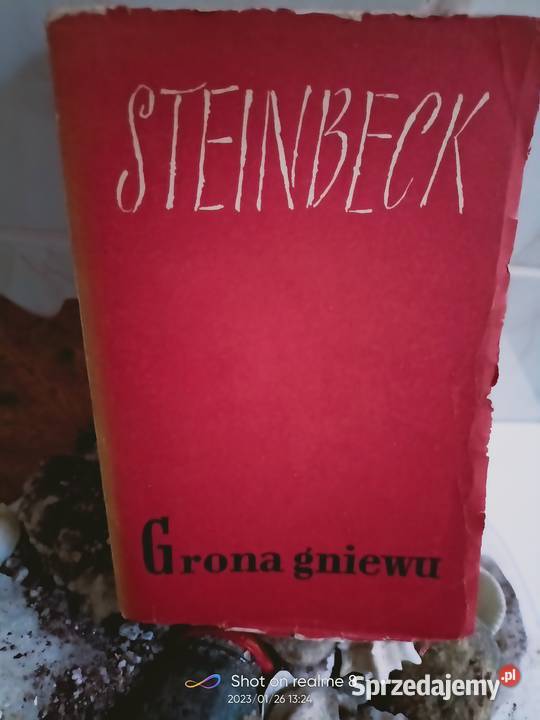 STEINBECK
Grona gniewu
Shot on realme 8
2023/01/26 13:24
Sprzedajemy.pl